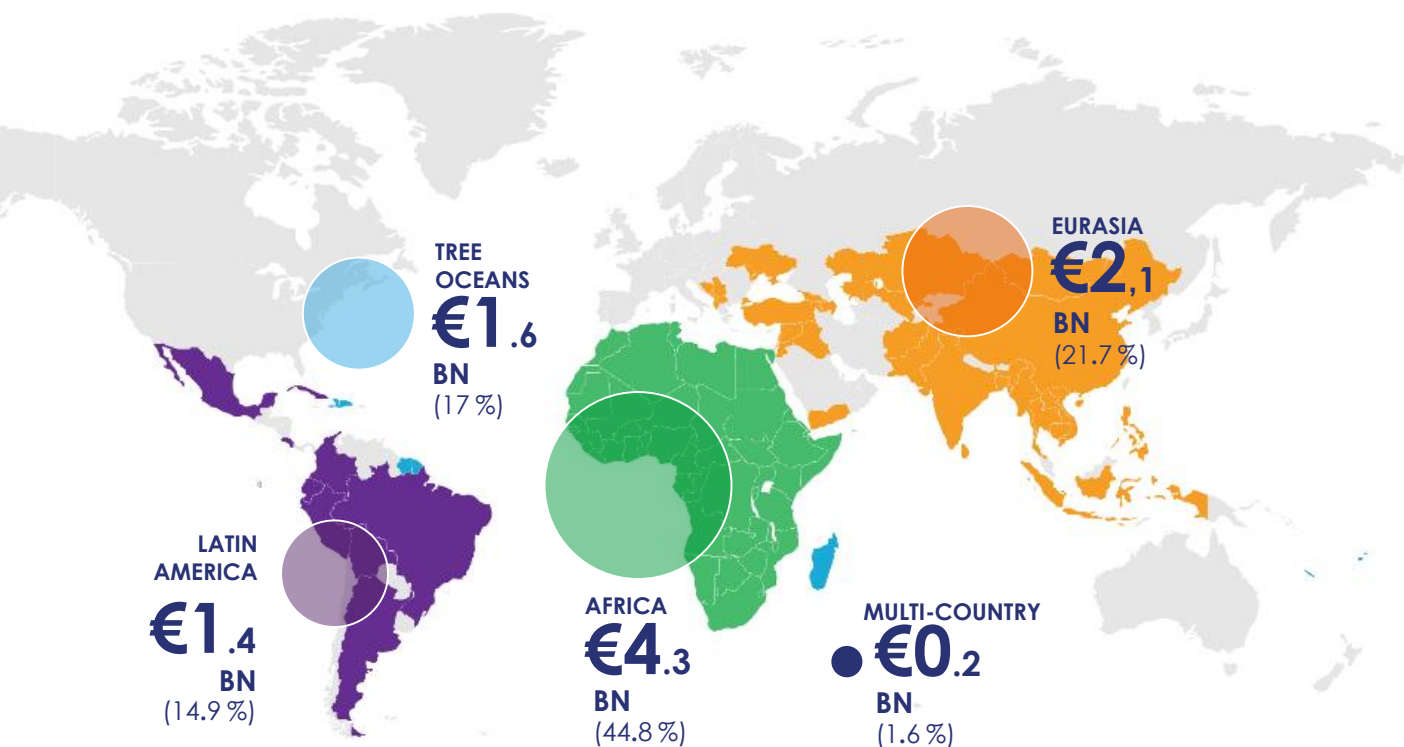 TREE
OCEANS
€1.6
BN
(17 %)
EURASIA
€2,1
BN
(21.7 %)
LATIN
AMERICA
€1.4
BN
(14.9 %)
AFRICA
€4.3
BN
(44.8 %)
MULTI-COUNTRY
€0.2
BN
(1.6 %)